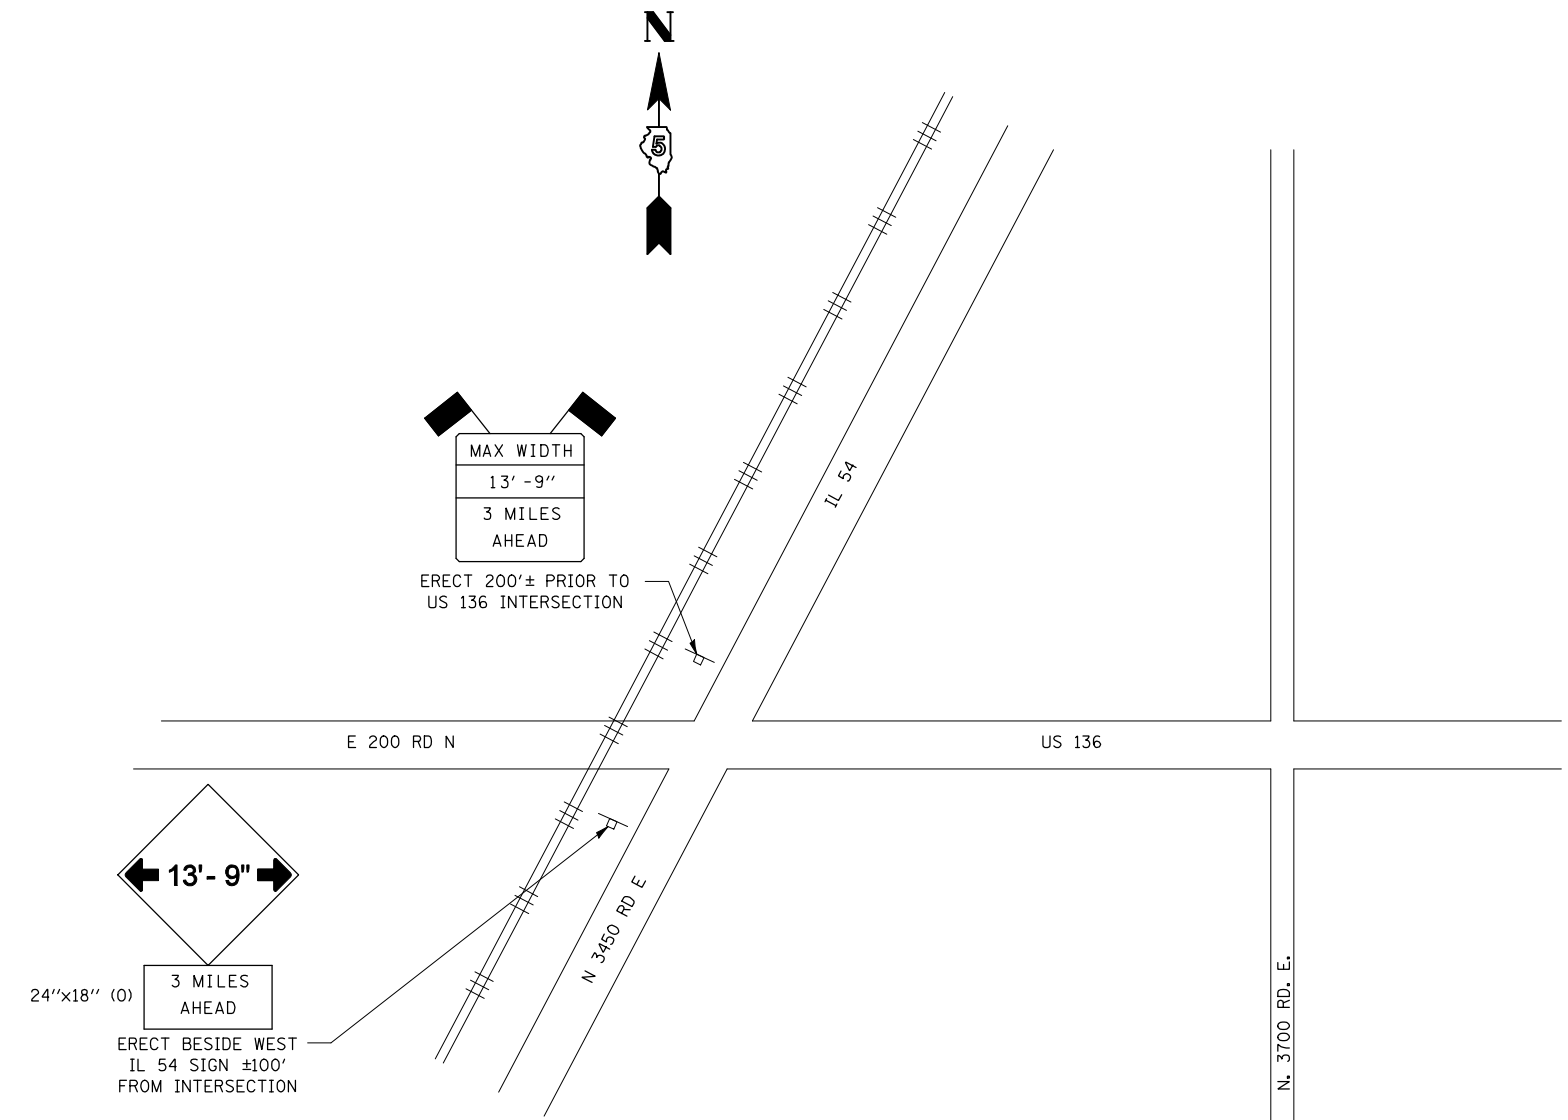 N
5
IL 54
MAX WIDTH
13' -9"
3 MILES
AHEAD
ERECT 200'± PRIOR TO
US 136 INTERSECTION
E 200 RD N
US 136
13'- 9"
3 MILES
AHEAD
24"x18" (O)
ERECT BESIDE WEST
IL 54 SIGN ±100'
FROM INTERSECTION
N 3450 RD E
N. 3700 RD. E.